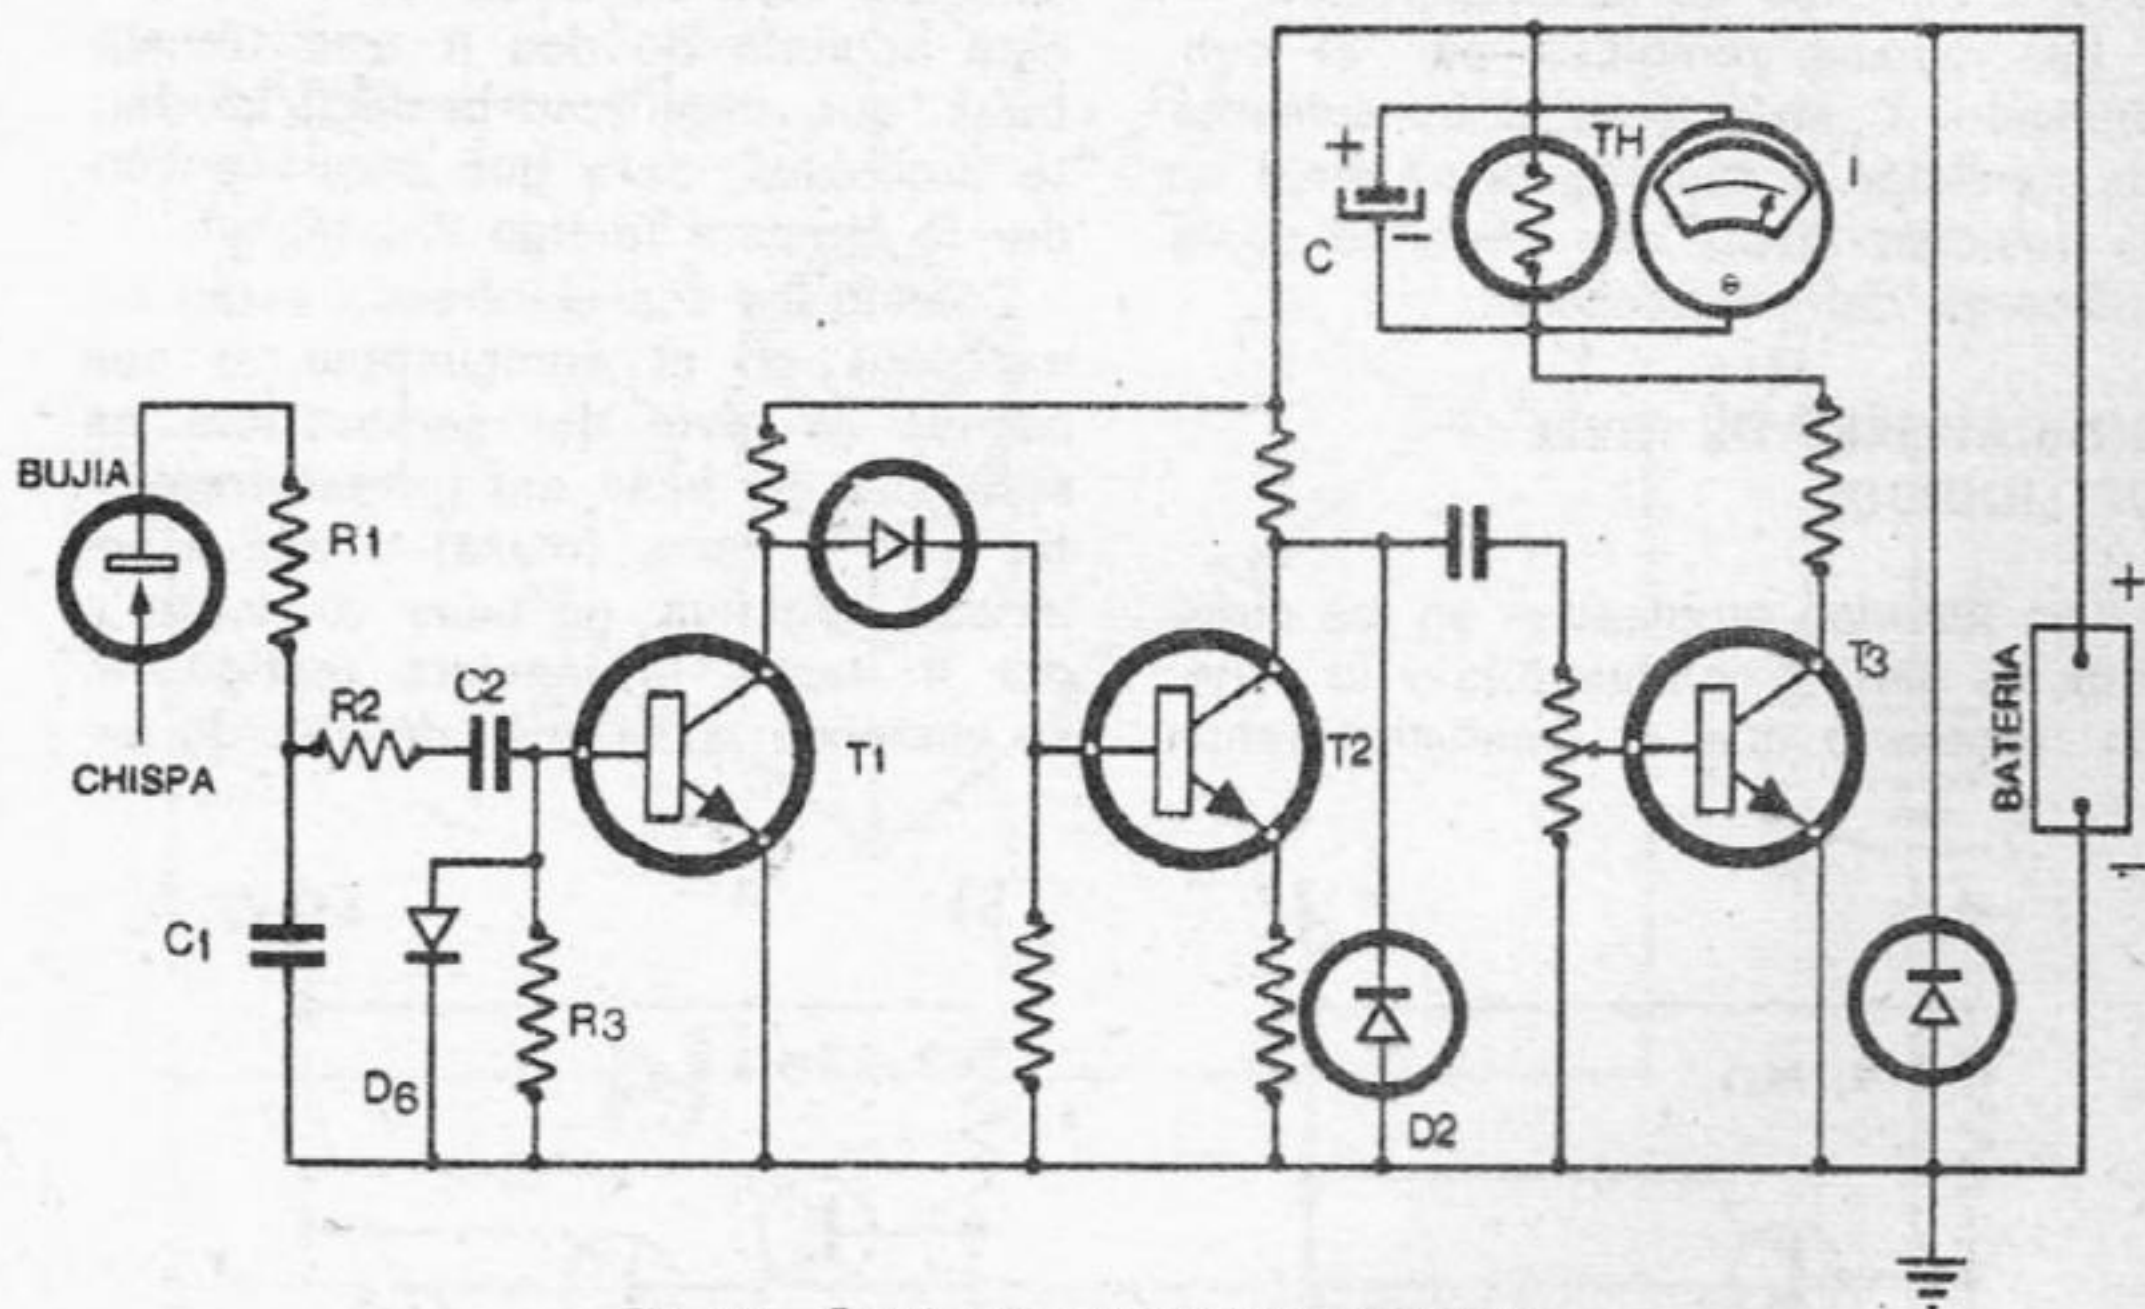 TH
+
I
C
−
BUJIA
R1
R2
C2
CHISPA
T1
T2
T3
+
BATERIA
C1
D6
R3
D2